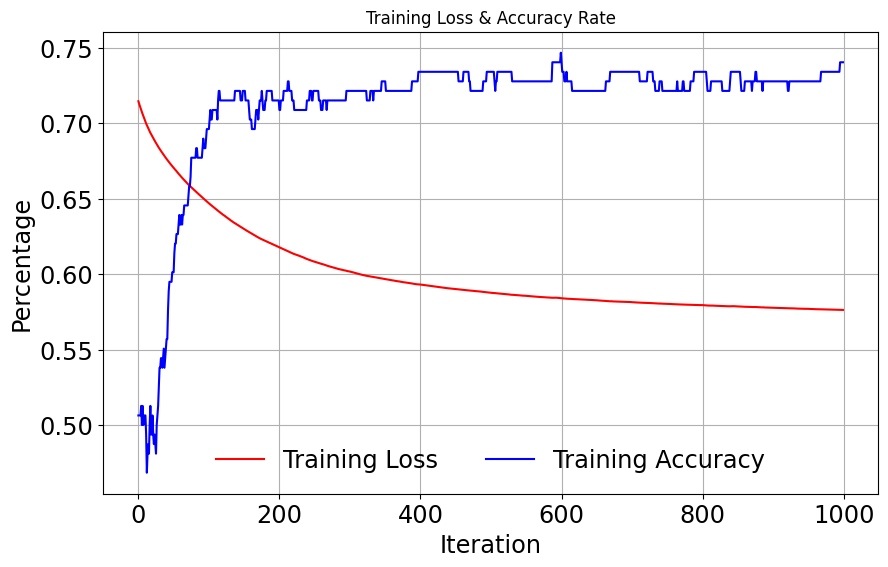 Training Loss & Accuracy Rate
0.75
0.70
0.65
0.60
0.55
0.50
Percentage
Training Loss
Training Accuracy
0 200 400 600 800 1000
Iteration